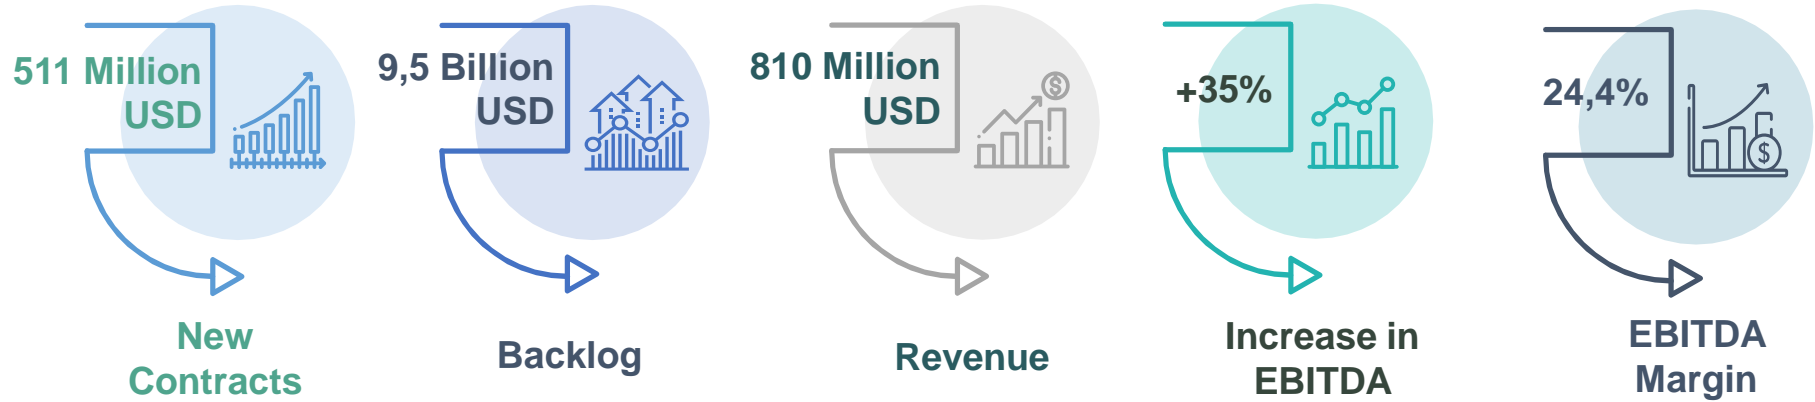 511 Million
USD
New
Contracts
9,5 Billion
USD
Backlog
810 Million
USD
Revenue
+35%
Increase in
EBITDA
24,4%
EBITDA
Margin